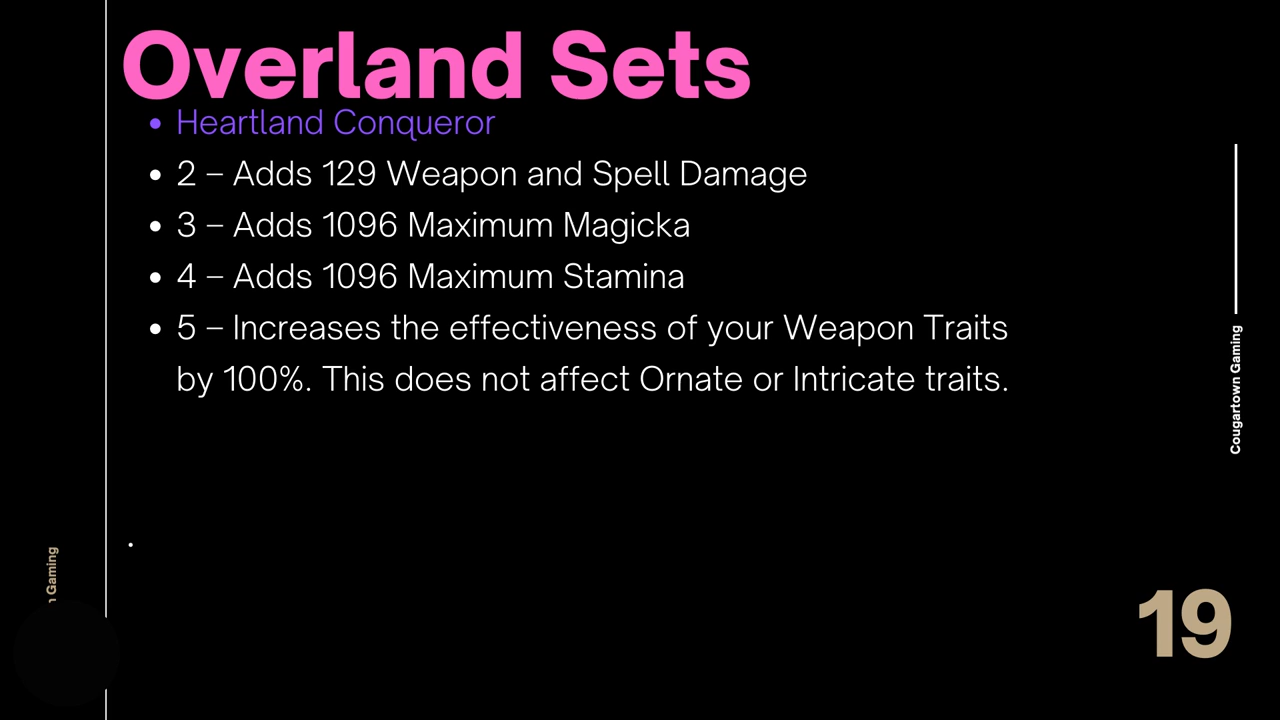 Overland Sets
• Heartland Conqueror
• 2 – Adds 129 Weapon and Spell Damage
• 3 – Adds 1096 Maximum Magicka
• 4 – Adds 1096 Maximum Stamina
• 5 – Increases the effectiveness of your Weapon Traits
by 100%. This does not affect Ornate or Intricate traits.
.
Cougartown Gaming
Gaming
19